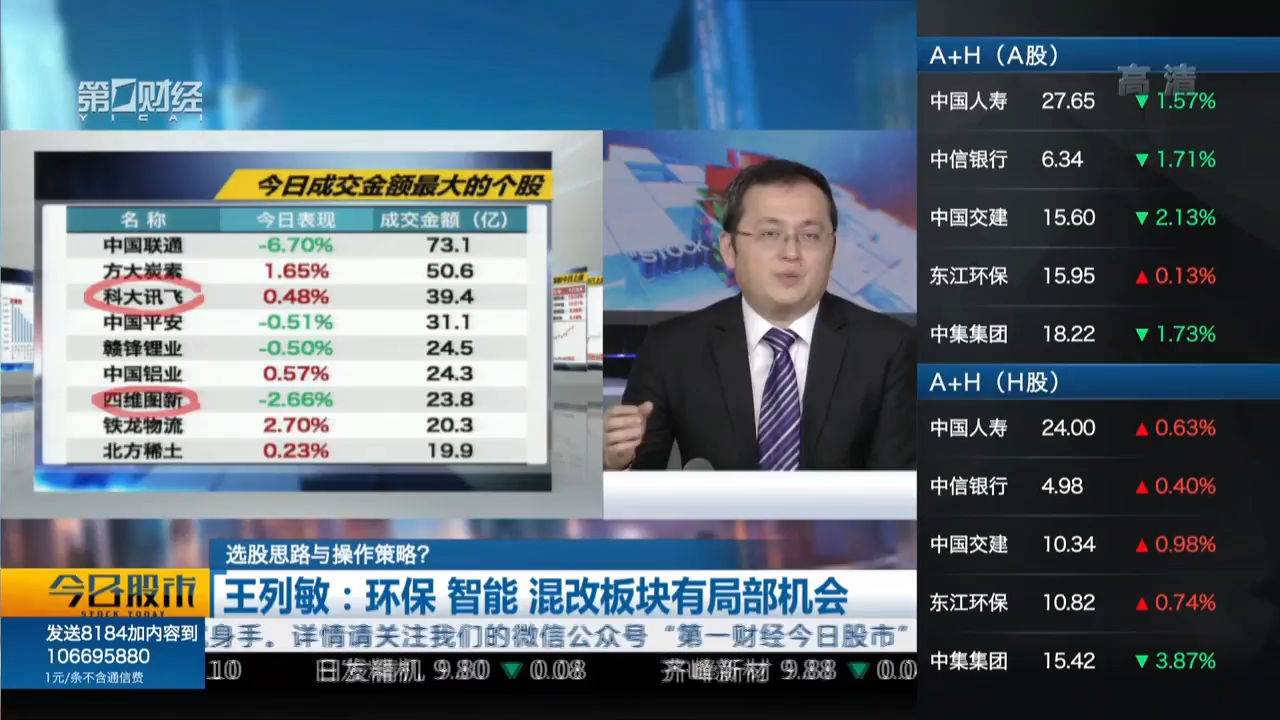 第一财经
YICAI
高清
今日成交金额最大的个股
名 称 今日表现 成交金额（亿）
中国联通 -6.70% 73.1
方大炭素 1.65% 50.6
科大讯飞 0.48% 39.4
中国平安 -0.51% 31.1
赣锋锂业 -0.50% 24.5
中国铝业 0.57% 24.3
四维图新 -2.66% 23.8
铁龙物流 2.70% 20.3
北方稀土 0.23% 19.9
STOCK
A+H（A股）
中国人寿 27.65 ▼ 1.57%
中信银行 6.34 ▼ 1.71%
中国交建 15.60 ▼ 2.13%
东江环保 15.95 ▲ 0.13%
中集集团 18.22 ▼ 1.73%
A+H（H股）
中国人寿 24.00 ▲ 0.63%
中信银行 4.98 ▲ 0.40%
中国交建 10.34 ▲ 0.98%
东江环保 10.82 ▲ 0.74%
中集集团 15.42 ▼ 3.87%
选股思路与操作策略?
今日股市
STOCK TODAY
王列敏：环保 智能 混改板块有局部机会
发送8184加内容到
106695880
1元/条不含通信费
身手。详情请关注我们的微信公众号“第一财经今日股市”
10 日发精机 9.80 ▼ 0.08 齐峰新材 9.88 ▼ 0.0